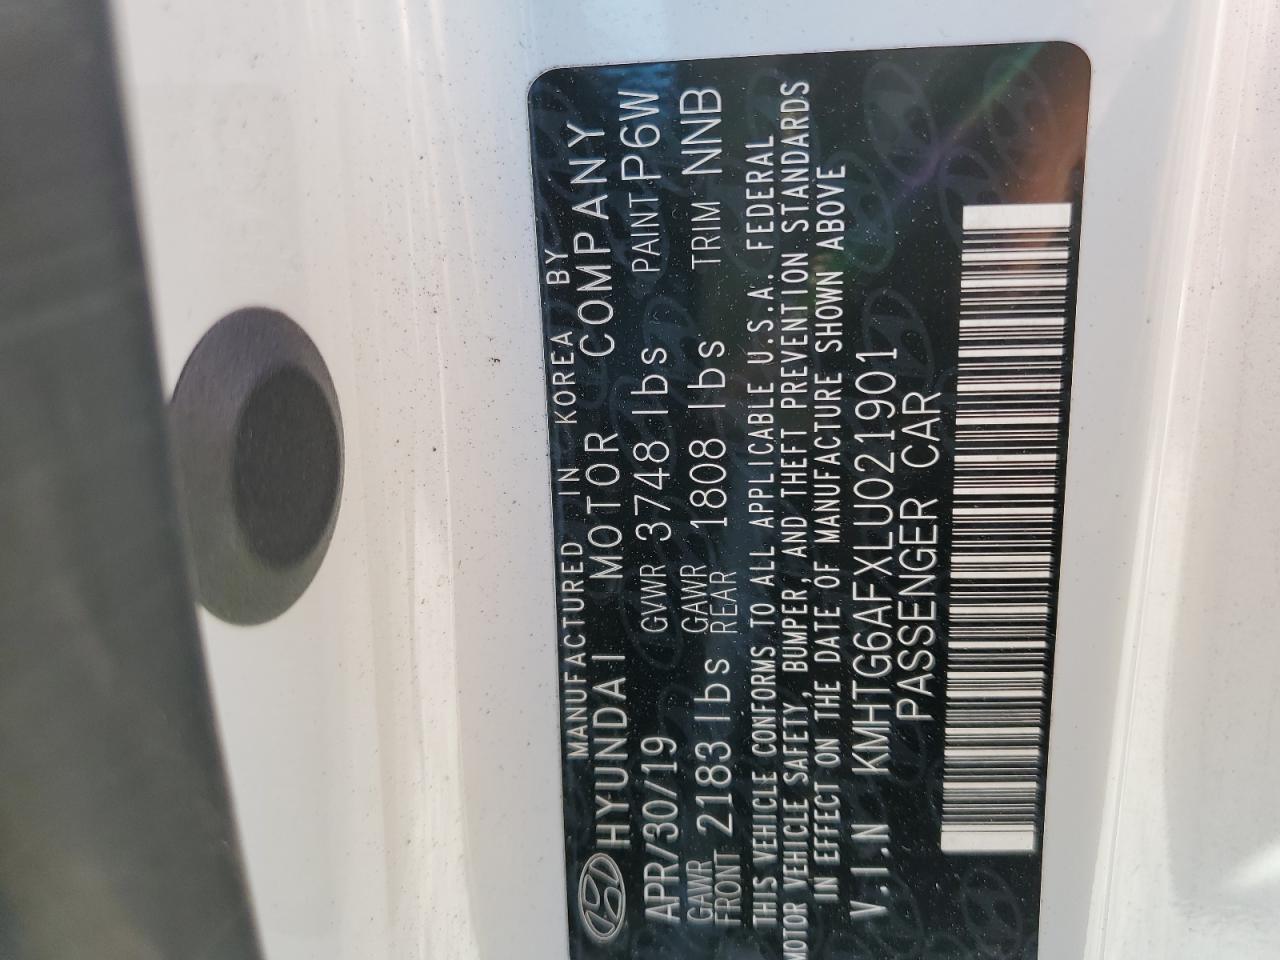 MANUFACTURED IN KOREA BY
HYUNDAI MOTOR COMPANY
APR/30/19 GVWR 3748 lbs PAINT P6W
GAWR FRONT 2183 lbs GAWR REAR 1808 lbs TRIM NNB
THIS VEHICLE CONFORMS TO ALL APPLICABLE U.S.A. FEDERAL
MOTOR VEHICLE SAFETY, BUMPER, AND THEFT PREVENTION STANDARDS
IN EFFECT ON THE DATE OF MANUFACTURE SHOWN ABOVE
V.I.N KMHTG6AFXLU021901
PASSENGER CAR